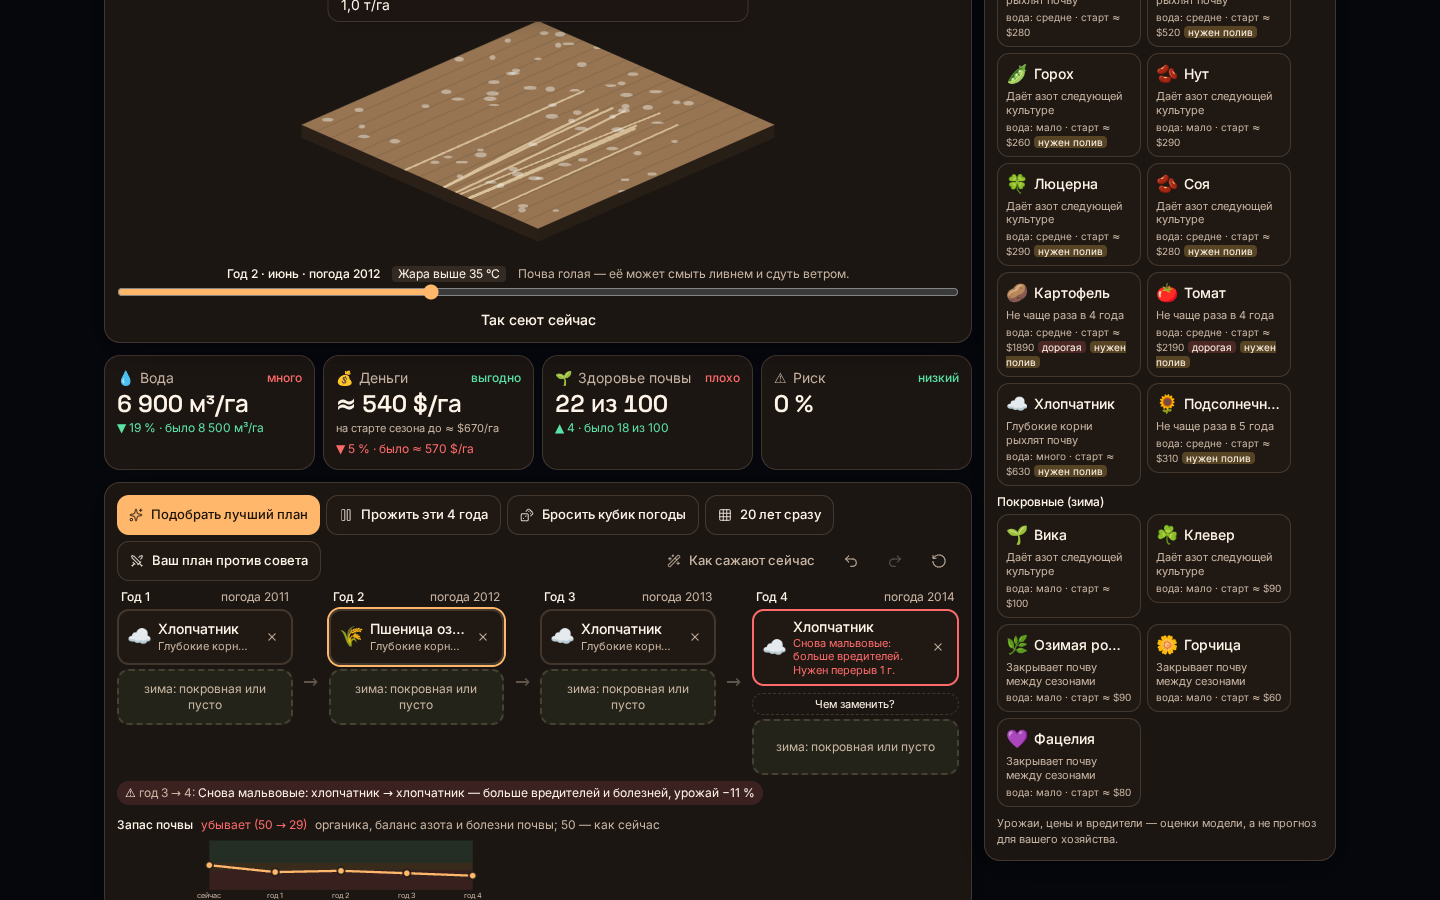 1,0 т/га
Год 2 · июнь · погода 2012 Жара выше 35 °C Почва голая — её может смыть ливнем и сдуть ветром.
Так сеют сейчас
💧 Вода много
6 900 м³/га
▼ 19 % · было 8 500 м³/га
💰 Деньги выгодно
≈ 540 $/га
на старте сезона до ≈ $670/га
▼ 5 % · было ≈ 570 $/га
🌱 Здоровье почвы плохо
22 из 100
▲ 4 · было 18 из 100
⚠ Риск низкий
0 %
Подобрать лучший план
Прожить эти 4 года
Бросить кубик погоды
20 лет сразу
Ваш план против совета
Как сажают сейчас
Год 1 погода 2011
Хлопчатник ×
Глубокие корн...
зима: покровная или
пусто
→
Год 2 погода 2012
Пшеница оз... ×
Глубокие корн...
зима: покровная или
пусто
→
Год 3 погода 2013
Хлопчатник ×
Глубокие корн...
зима: покровная или
пусто
→
Год 4 погода 2014
Хлопчатник ×
Снова мальвовые:
больше вредителей.
Нужен перерыв 1 г.
Чем заменить?
зима: покровная или пусто
⚠ год 3 → 4: Снова мальвовые: хлопчатник → хлопчатник — больше вредителей и болезней, урожай −11 %
Запас почвы убывает (50 → 29) органика, баланс азота и болезни почвы; 50 — как сейчас
сейчас год 1 год 2 год 3 год 4
рыхлят почву
вода: средне · старт ≈
$280
вода: средне · старт ≈
$520 нужен полив
Горох
Даёт азот следующей
культуре
вода: мало · старт ≈
$260 нужен полив
Нут
Даёт азот следующей
культуре
вода: мало · старт ≈
$290
Люцерна
Даёт азот следующей
культуре
вода: средне · старт ≈
$290 нужен полив
Соя
Даёт азот следующей
культуре
вода: средне · старт ≈
$280 нужен полив
Картофель
Не чаще раза в 4 года
вода: средне · старт ≈
$1890 дорогая нужен
полив
Томат
Не чаще раза в 4 года
вода: средне · старт ≈
$2190 дорогая нужен
полив
Хлопчатник
Глубокие корни
рыхлят почву
вода: много · старт ≈
$630 нужен полив
Подсолнечн...
Не чаще раза в 5 года
вода: средне · старт ≈
$310 нужен полив
Покровные (зима)
Вика
Даёт азот следующей
культуре
вода: мало · старт ≈
$100
Клевер
Даёт азот следующей
культуре
вода: мало · старт ≈ $90
Озимая ро...
Закрывает почву
между сезонами
вода: мало · старт ≈ $90
Горчица
Закрывает почву
между сезонами
вода: мало · старт ≈ $60
Фацелия
Закрывает почву
между сезонами
вода: мало · старт ≈ $80
Урожаи, цены и вредители — оценки модели, а не прогноз
для вашего хозяйства.